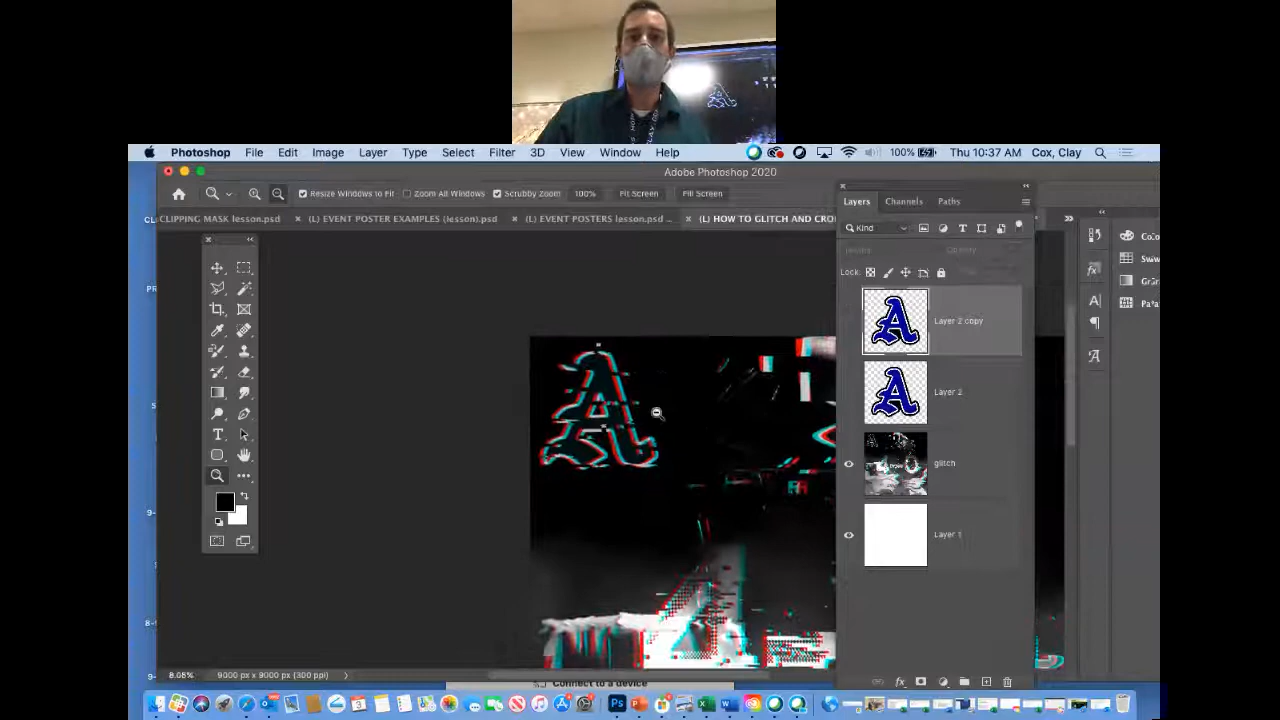 Photoshop File Edit Image Layer Type Select Filter 3D View Window Help 100% Thu 10:37 AM Cox, Clay
Adobe Photoshop 2020
Resize Windows to Fit Zoom All Windows Scrubby Zoom 100% Fit Screen Fill Screen
CLIPPING MASK lesson.psd × (L) EVENT POSTER EXAMPLES (lesson).psd × (L) EVENT POSTERS lesson.psd ... × (L) HOW TO GLITCH AND CRO
Layers Channels Paths
Kind
Opacity
Lock:
Layer 2 copy
Layer 2
glitch
Layer 1
8.05% 9000 px x 9000 px (300 ppi)
Connect to a device